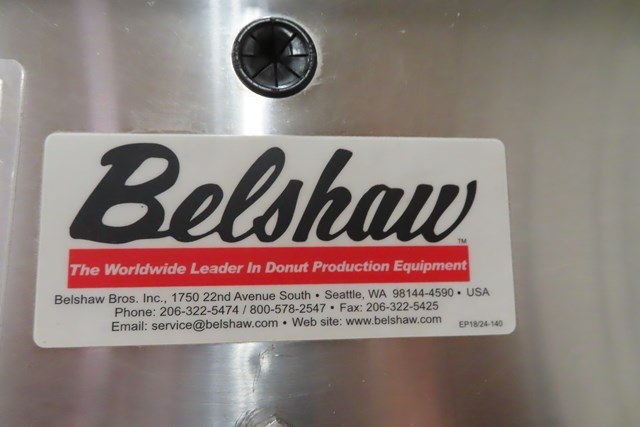 Belshaw™
The Worldwide Leader In Donut Production Equipment
Belshaw Bros. Inc., 1750 22nd Avenue South • Seattle, WA 98144-4590 • USA
Phone: 206-322-5474 / 800-578-2547 • Fax: 206-322-5425
Email: service@belshaw.com • Web site: www.belshaw.com
EP18/24-140